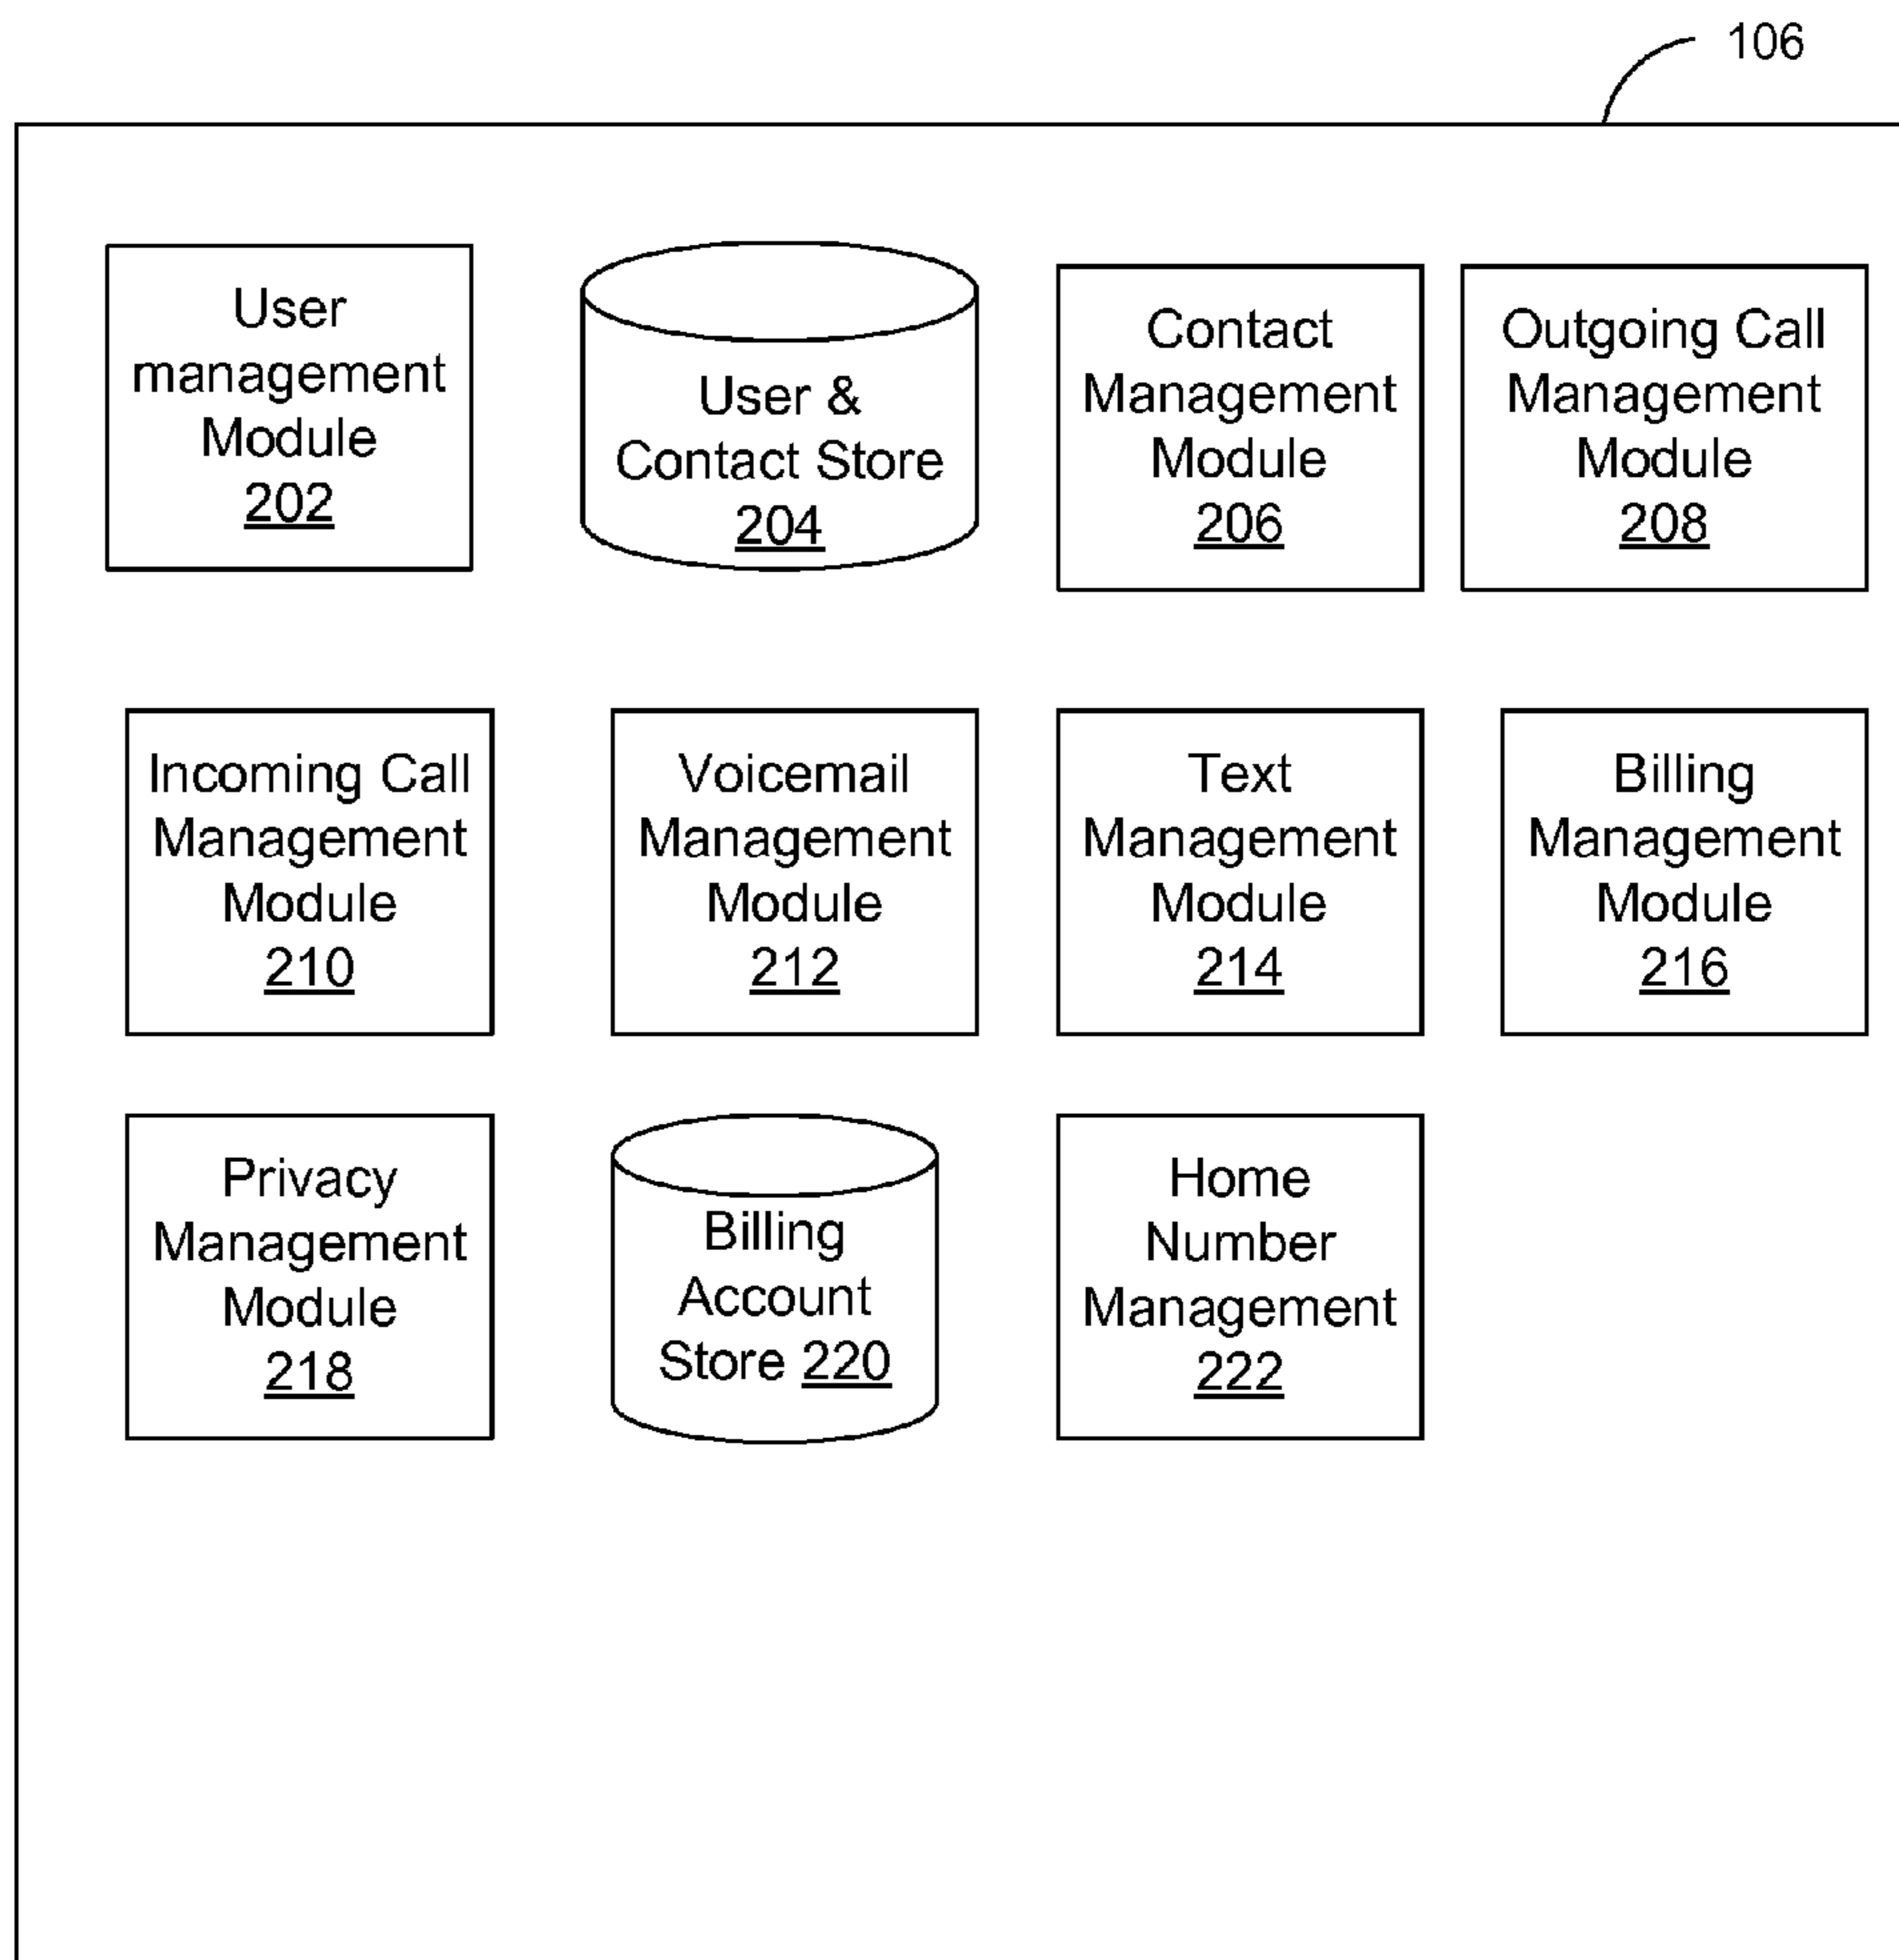 106
User
management
Module
202
User &
Contact Store
204
Contact
Management
Module
206
Outgoing Call
Management
Module
208
Incoming Call
Management
Module
210
Voicemail
Management
Module
212
Text
Management
Module
214
Billing
Management
Module
216
Privacy
Management
Module
218
Billing
Account
Store 220
Home
Number
Management
222